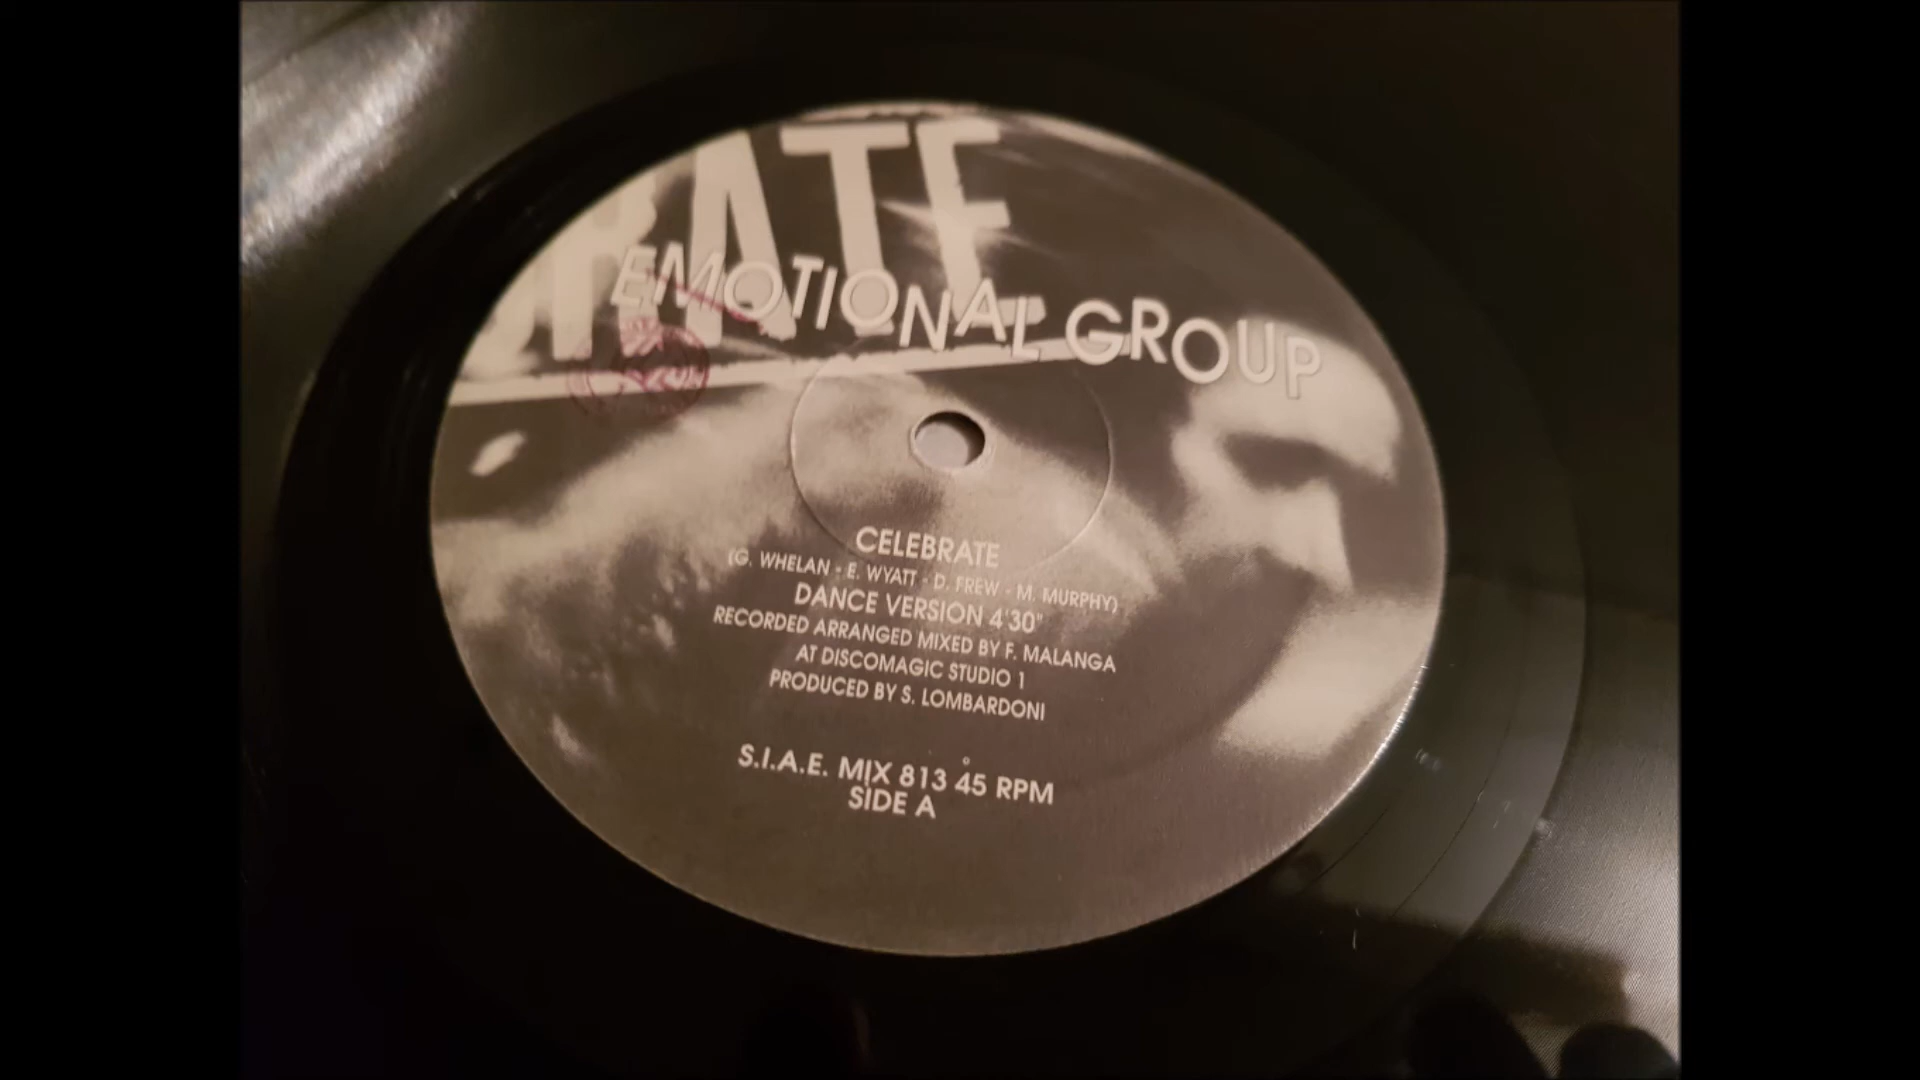 RATE
EMOTIONAL GROUP
CELEBRATE
(G. WHELAN - E. WYATT - D. FREW - M. MURPHY)
DANCE VERSION 4'30"
RECORDED ARRANGED MIXED BY F. MALANGA
AT DISCOMAGIC STUDIO 1
PRODUCED BY S. LOMBARDONI
S.I.A.E. MIX 813 45 RPM
SIDE A